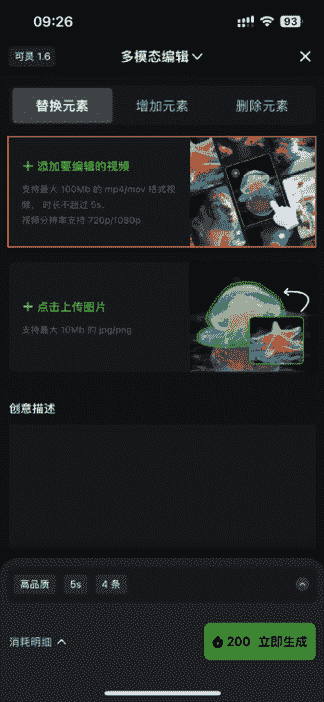 09:26
93
可灵 1.6
多模态编辑
替换元素
增加元素
删除元素
+ 添加要编辑的视频
支持最大 100Mb 的 mp4/mov 格式视
频， 时长不超过 5s。
视频分辨率支持 720p/1080p
+ 点击上传图片
支持最大 10Mb 的 jpg/png
创意描述
高品质
5s
4 条
消耗明细
200 立即生成